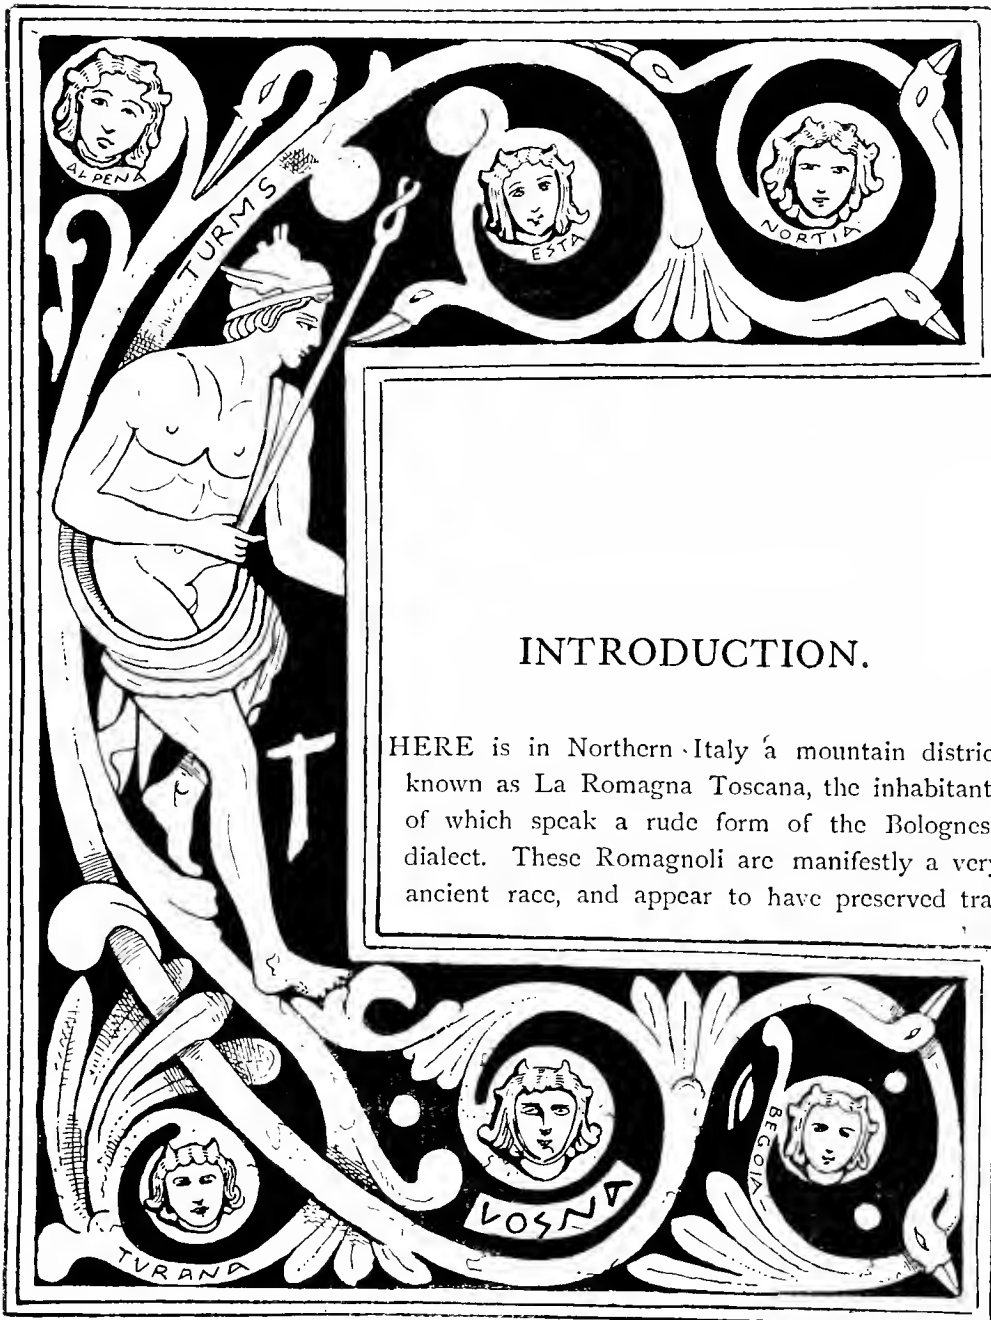 ALPENA
TURMS
ESTA
NORTIA
INTRODUCTION.
THERE is in Northern Italy a mountain distric
known as La Romagna Toscana, the inhabitant
of which speak a rude form of the Bolognes
dialect. These Romagnoli are manifestly a very
ancient race, and appear to have preserved tra
TURANA
VOSNA
BEGOIA